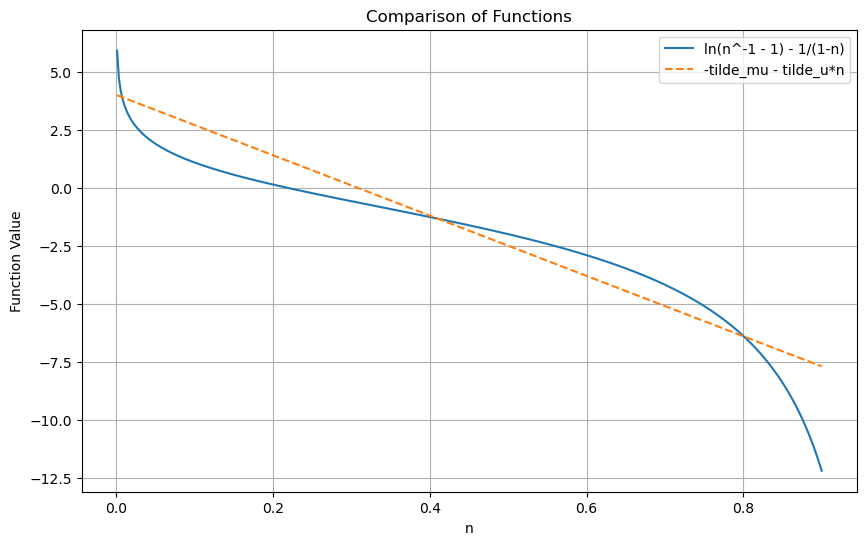 Comparison of Functions
ln(n^-1 - 1) - 1/(1-n)
-tilde_mu - tilde_u*n
Function Value
5.0
2.5
0.0
−2.5
−5.0
−7.5
−10.0
−12.5
0.0 0.2 0.4 0.6 0.8
n